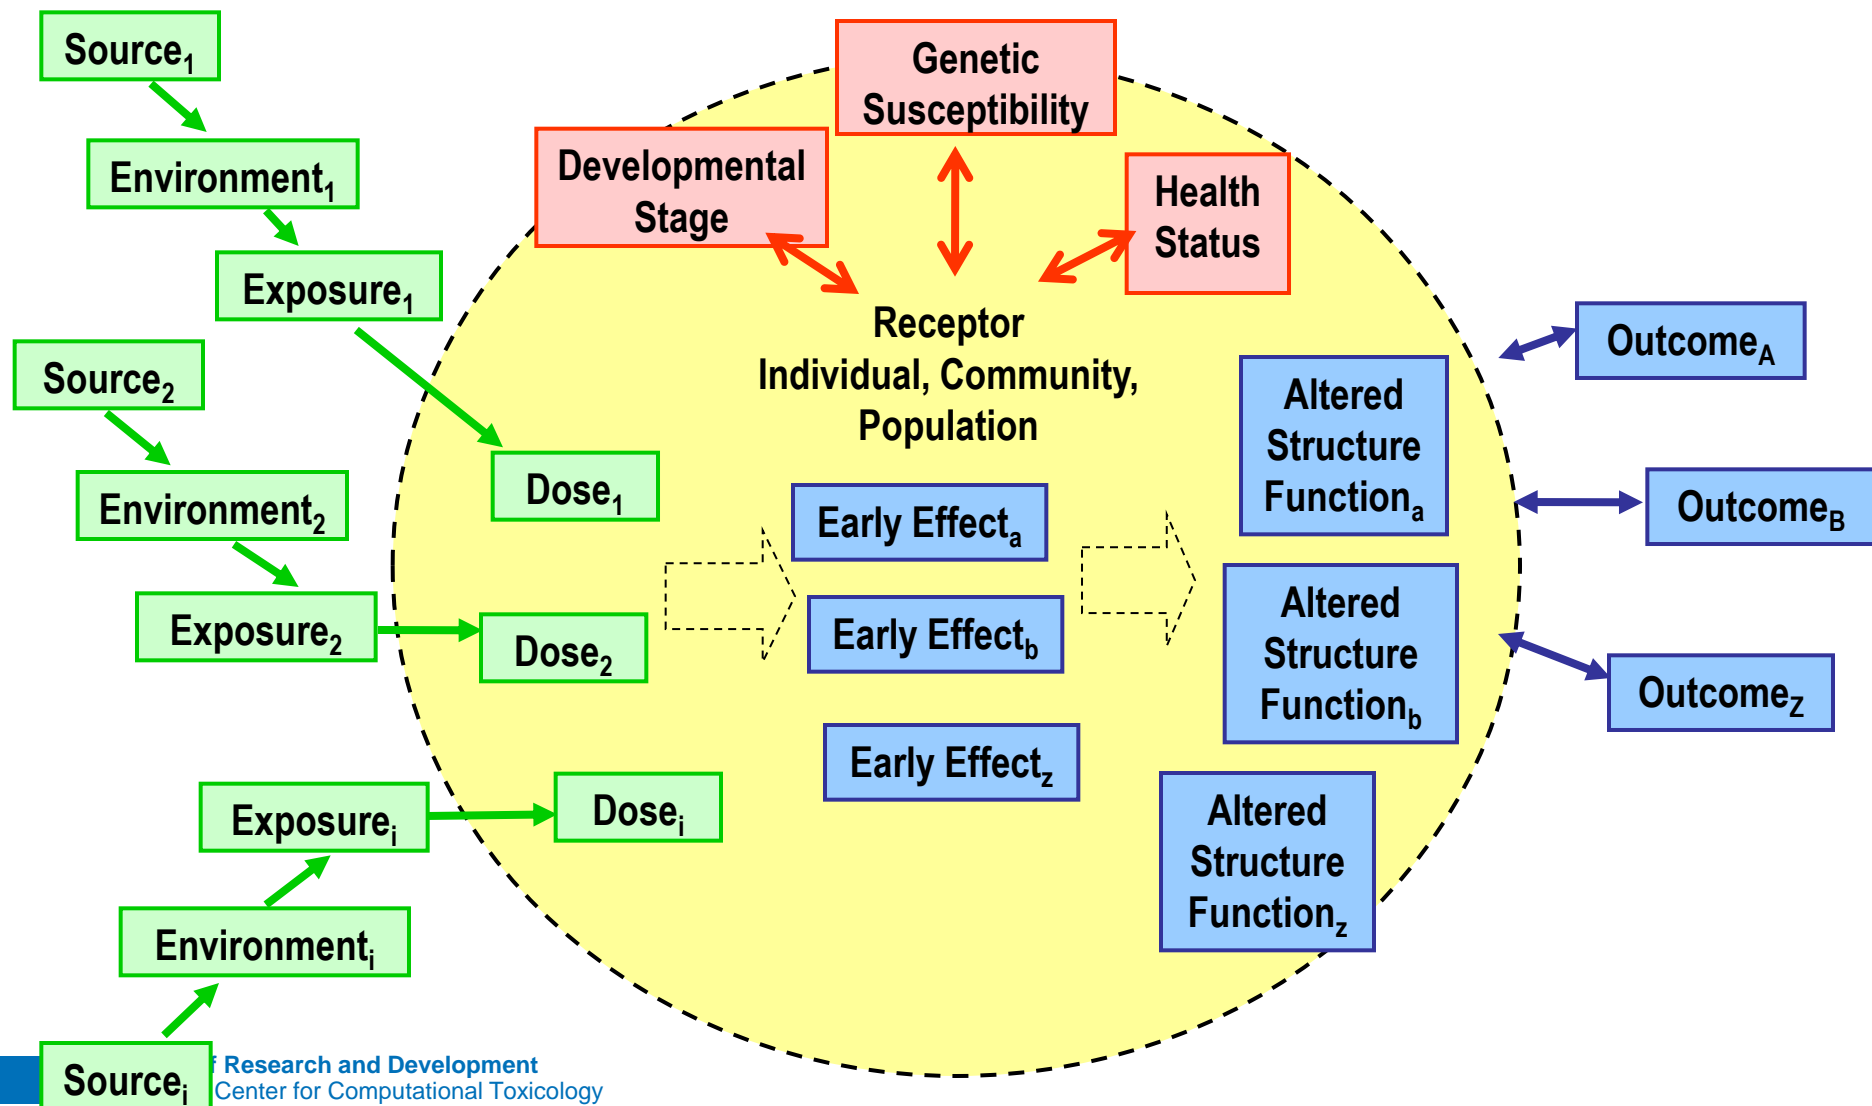 Source1
Environment1
Exposure1
Source2
Environment2
Exposure2
Exposurei
Environmenti
Sourcei
Developmental
Stage
Genetic
Susceptibility
Health
Status
Receptor
Individual, Community,
Population
Dose1
Dose2
Dosei
Early Effecta
Early Effectb
Early Effectz
Altered
Structure
Functiona
Altered
Structure
Functionb
Altered
Structure
Functionz
OutcomeA
OutcomeB
OutcomeZ
Research and Development
Center for Computational Toxicology